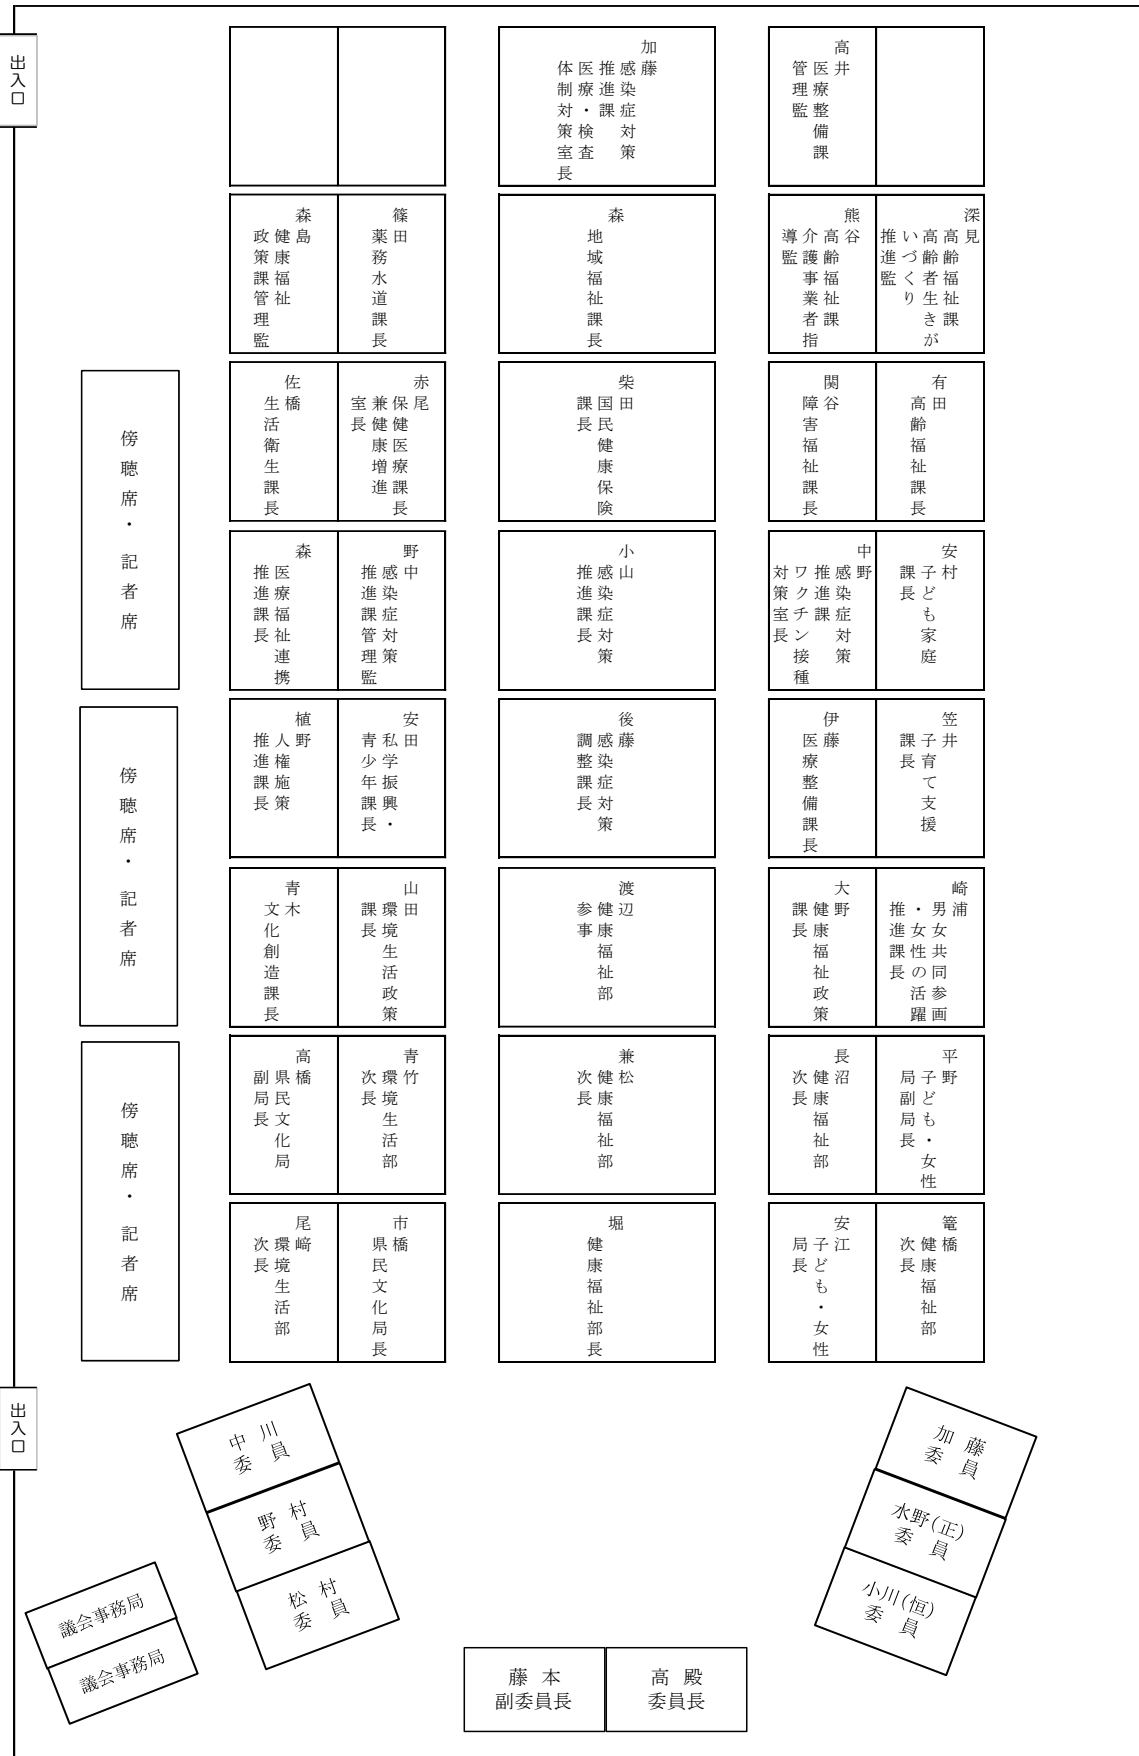 出入口
加藤
感染症対策
推進課
医療・検査
体制対策室長
高井
医療整備課
管理監
森島
健康福祉
政策課管理監
篠田
薬務水道課長
森
地域福祉課長
熊谷
高齢福祉課
介護事業者指
導監
深見
高齢福祉課
高齢者生きが
いづくり
推進監
傍聴席・記者席
佐橋
生活衛生課長
赤尾
保健医療課長
兼健康増進
室長
柴田
国民健康保険
課長
関谷
障害福祉課長
有田
高齢福祉課長
森
医療福祉連携
推進課長
野中
感染症対策
推進課管理監
小山
感染症対策
推進課長
中野
感染症対策
推進課
ワクチン接種
対策室長
安村
子ども家庭
課長
傍聴席・記者席
植野
人権施策
推進課長
安田
私学振興・
青少年課長
後藤
感染症対策
調整課長
伊藤
医療整備課長
笠井
子育て支援
課長
青木
文化創造課長
山田
環境生活政策
課長
渡辺
健康福祉部
参事
大野
健康福祉政策
課長
崎浦
男女共同参画
・女性の活躍
推進課長
傍聴席・記者席
高橋
県民文化局
副局長
青竹
環境生活部
次長
兼松
健康福祉部
次長
長沼
健康福祉部
次長
平野
子ども・女性
局副局長
尾﨑
環境生活部
次長
市橋
県民文化局長
堀
健康福祉部長
安江
子ども・女性
局長
篭橋
健康福祉部
次長
出入口
中川
委員
野村
委員
松村
委員
加藤
委員
水野(正)
委員
小川(恒)
委員
議会事務局
議会事務局
藤本
副委員長
高殿
委員長